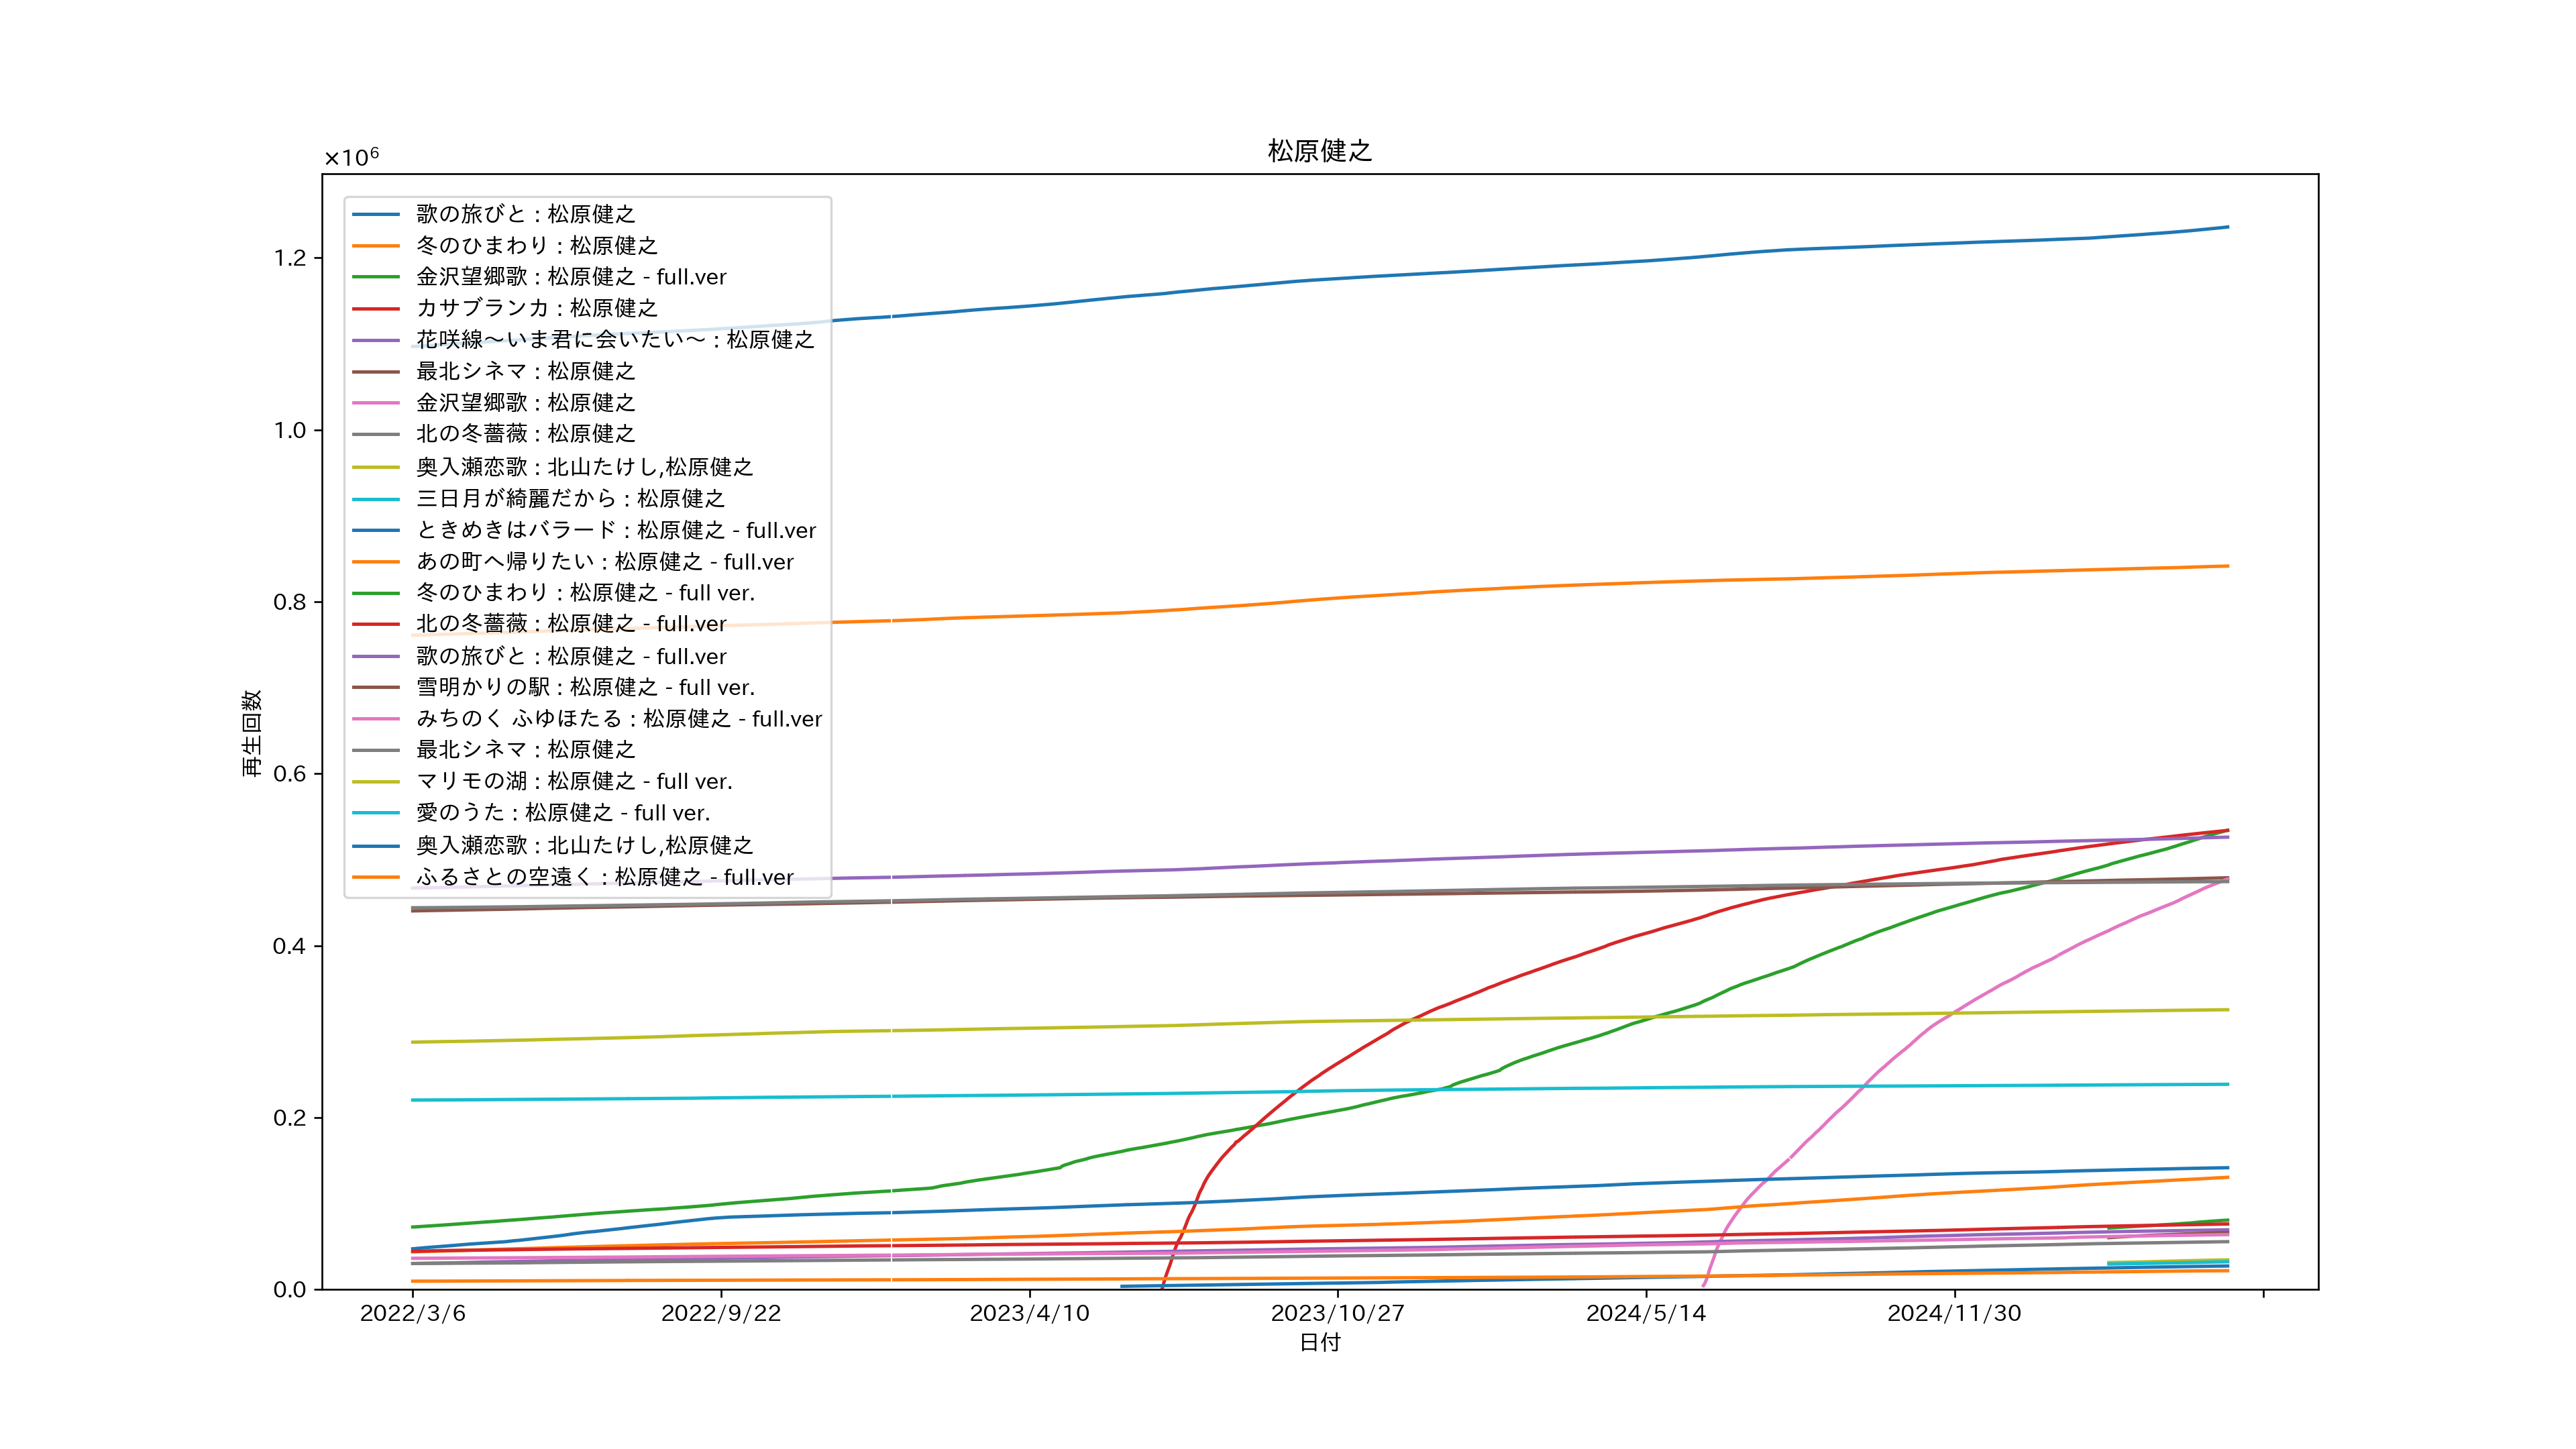 松原健之
×10⁶
歌の旅びと : 松原健之
冬のひまわり : 松原健之
金沢望郷歌 : 松原健之 - full.ver
カサブランカ : 松原健之
花咲線～いま君に会いたい～ : 松原健之
最北シネマ : 松原健之
金沢望郷歌 : 松原健之
北の冬薔薇 : 松原健之
奥入瀬恋歌 : 北山たけし,松原健之
三日月が綺麗だから : 松原健之
ときめきはバラード : 松原健之 - full.ver
あの町へ帰りたい : 松原健之 - full.ver
冬のひまわり : 松原健之 - full ver.
北の冬薔薇 : 松原健之 - full.ver
歌の旅びと : 松原健之 - full.ver
雪明かりの駅 : 松原健之 - full ver.
みちのく ふゆほたる : 松原健之 - full.ver
最北シネマ : 松原健之
マリモの湖 : 松原健之 - full ver.
愛のうた : 松原健之 - full ver.
奥入瀬恋歌 : 北山たけし,松原健之
ふるさとの空遠く : 松原健之 - full.ver
1.2
1.0
0.8
0.6
0.4
0.2
0.0
再生回数
2022/3/6
2022/9/22
2023/4/10
2023/10/27
2024/5/14
2024/11/30
日付